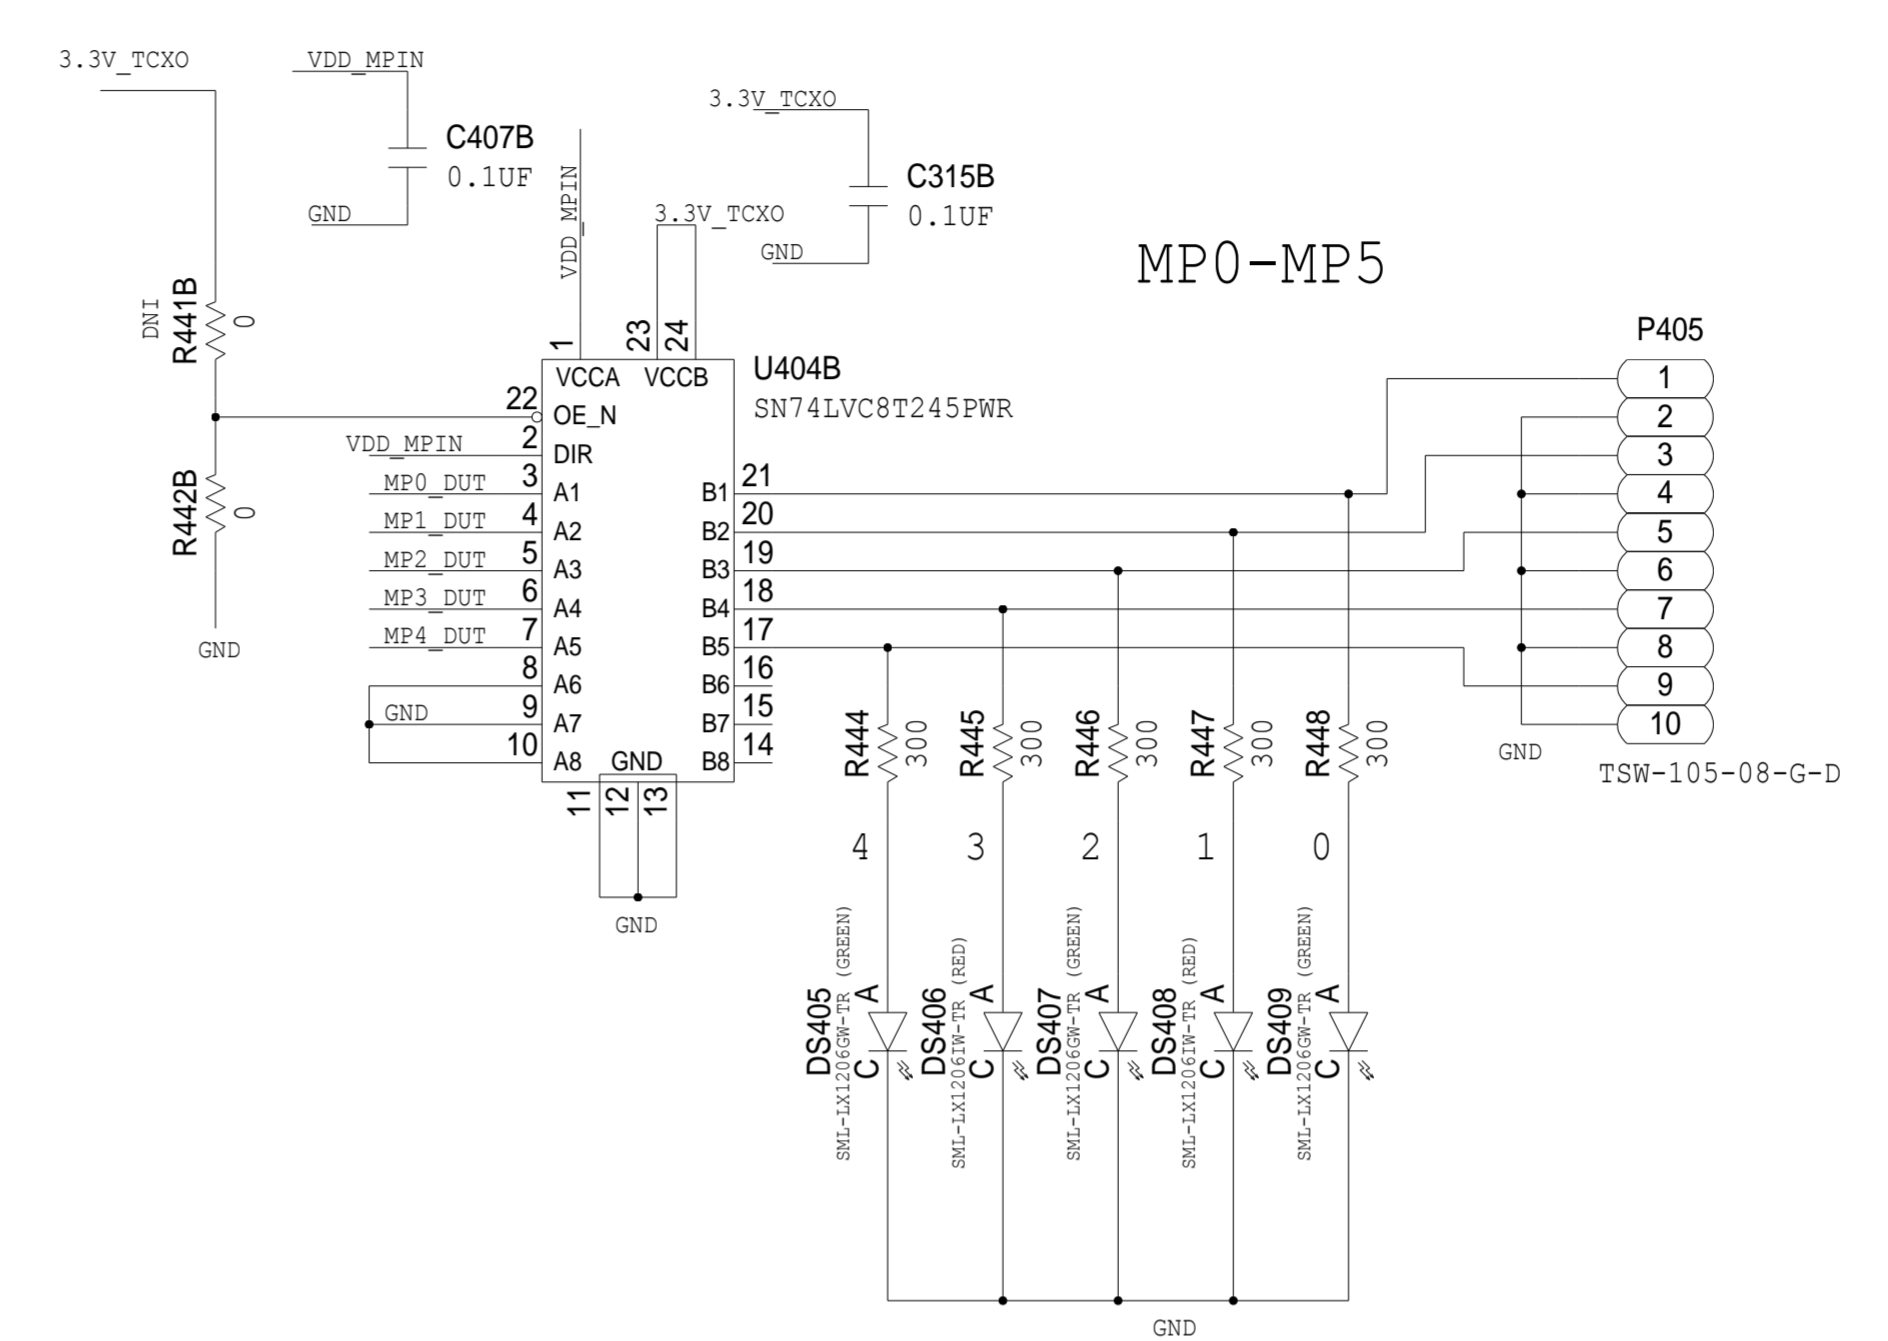 3.3V_TCXO
VDD_MPIN
C407B
0.1UF
GND
VDD_MPIN
3.3V_TCXO
C315B
0.1UF
GND
3.3V_TCXO
MP0-MP5
DNI
R441B
0
R442B
0
GND
1
23
24
VCCA
VCCB
U404B
SN74LVC8T245PWR
22
OE_N
VDD_MPIN
2
DIR
MP0_DUT
3
A1
B1
21
MP1_DUT
4
A2
B2
20
MP2_DUT
5
A3
B3
19
MP3_DUT
6
A4
B4
18
MP4_DUT
7
A5
B5
17
8
A6
B6
16
GND
9
A7
B7
15
10
A8
GND
B8
14
11
12
13
GND
P405
1
2
3
4
5
6
7
8
9
10
GND
TSW-105-08-G-D
R444
300
R445
300
R446
300
R447
300
R448
300
4
3
2
1
0
DS405
SML-LX1206GW-TR (GREEN)
A
C
DS406
SML-LX1206IW-TR (RED)
A
C
DS407
SML-LX1206GW-TR (GREEN)
A
C
DS408
SML-LX1206IW-TR (RED)
A
C
DS409
SML-LX1206GW-TR (GREEN)
A
C
GND